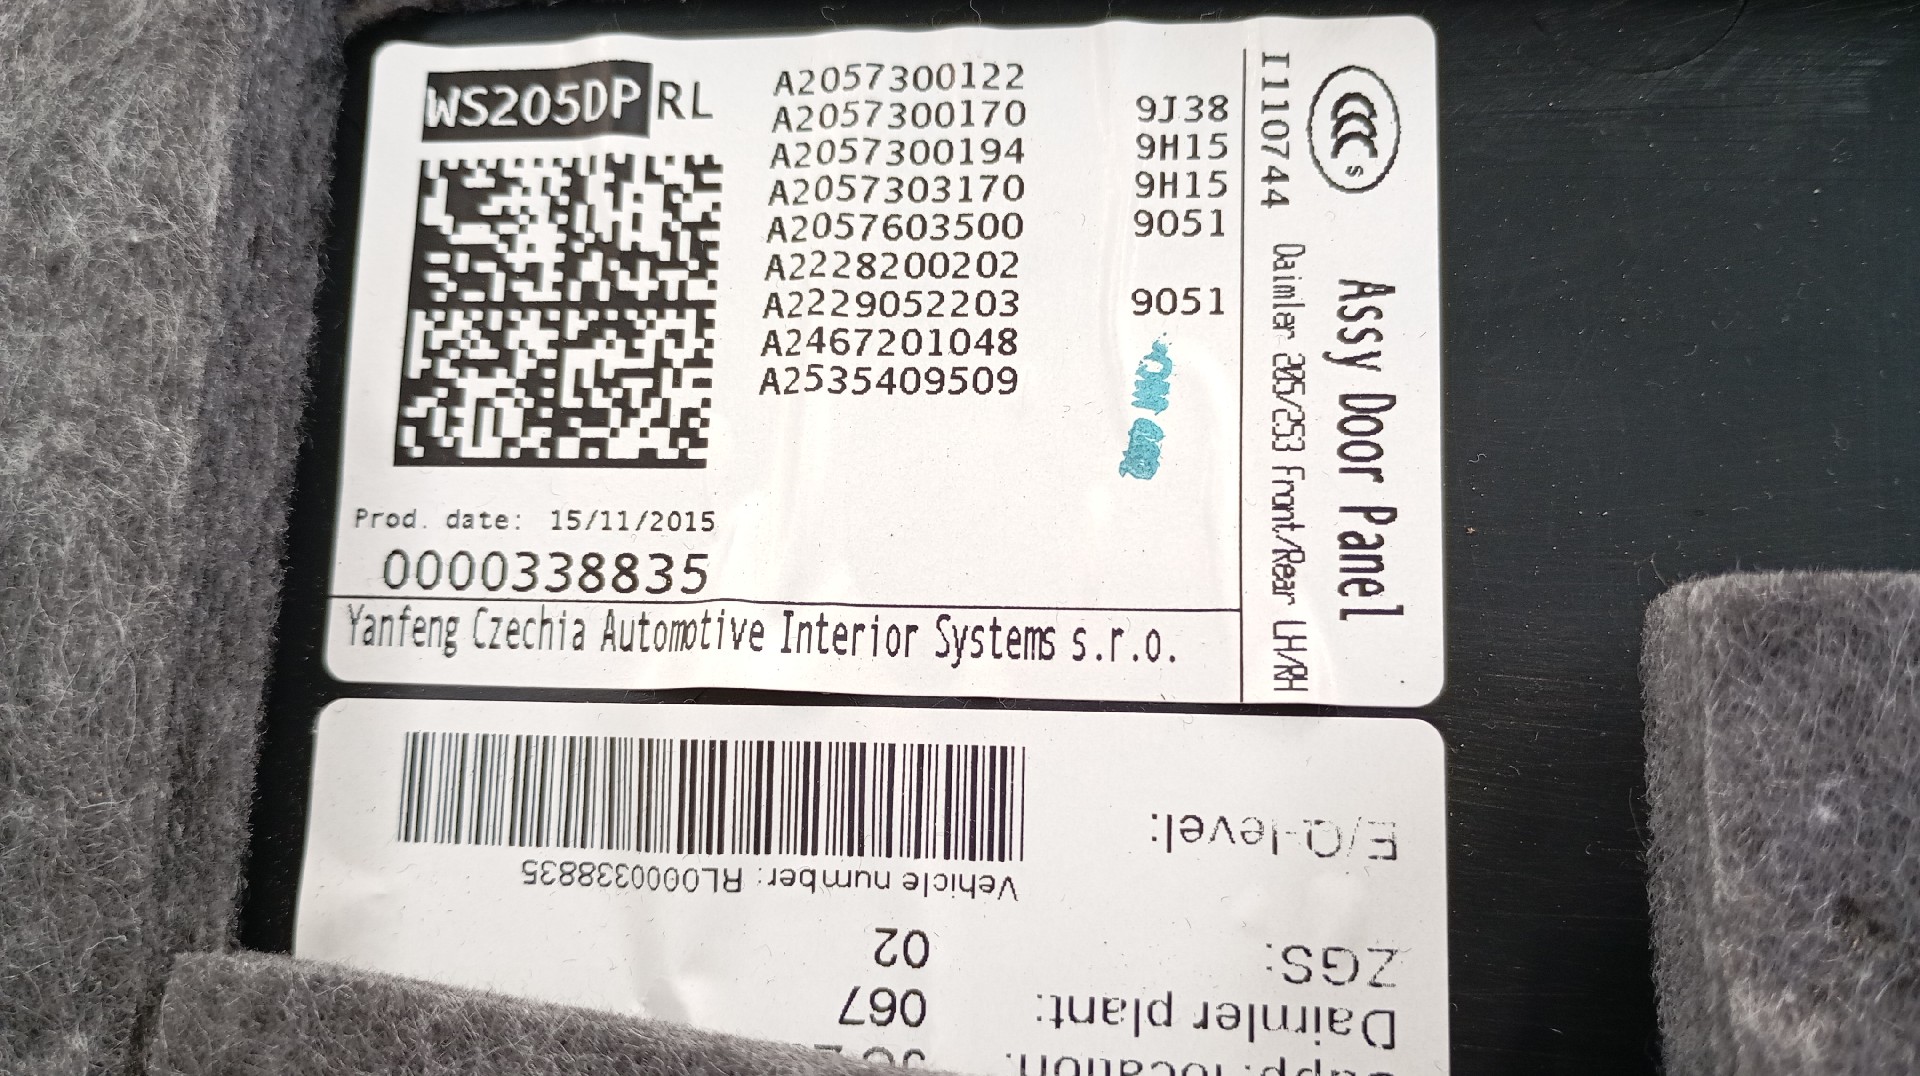 WS205DP RL
A2057300122
A2057300170 9J38
A2057300194 9H15
A2057303170 9H15
A2057603500 9051
A2228200202
A2229052203 9051
A2467201048
A2535409509
Prod. date: 15/11/2015
0000338835
Yanfeng Czechia Automotive Interior Systems s.r.o.
CCC S
Assy Door Panel
I110744 Daimler 205/253 Front/Rear LH/RH
location:
Daimler plant: 067
ZGS: 02
Vehicle number: RL0000338835
E/Q-level: